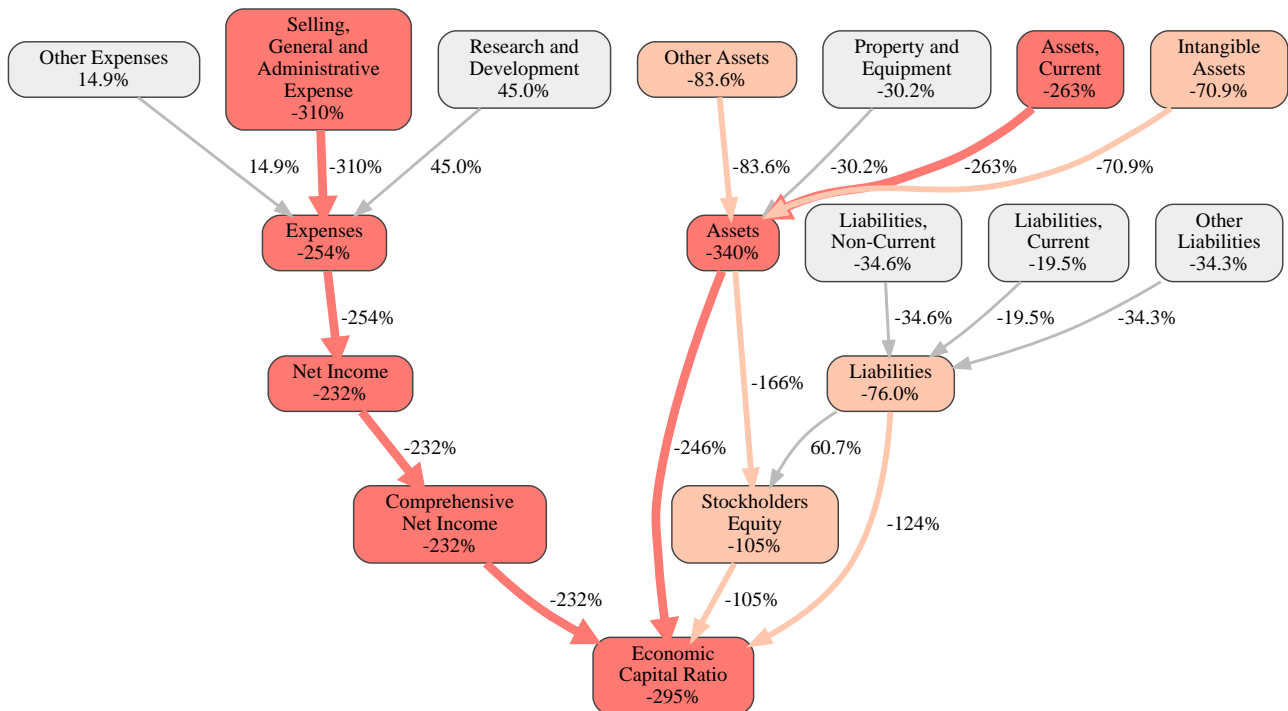 Other Expenses
14.9%
Selling,
General and
Administrative
Expense
-310%
Research and
Development
45.0%
Other Assets
-83.6%
Property and
Equipment
-30.2%
Assets,
Current
-263%
Intangible
Assets
-70.9%
14.9%
-310%
45.0%
-83.6%
-30.2%
-263%
-70.9%
Expenses
-254%
Assets
-340%
Liabilities,
Non-Current
-34.6%
Liabilities,
Current
-19.5%
Other
Liabilities
-34.3%
-254%
-34.6%
-19.5%
-34.3%
Net Income
-232%
-166%
Liabilities
-76.0%
-232%
-246%
60.7%
Comprehensive
Net Income
-232%
Stockholders
Equity
-105%
-124%
-232%
-105%
Economic
Capital Ratio
-295%